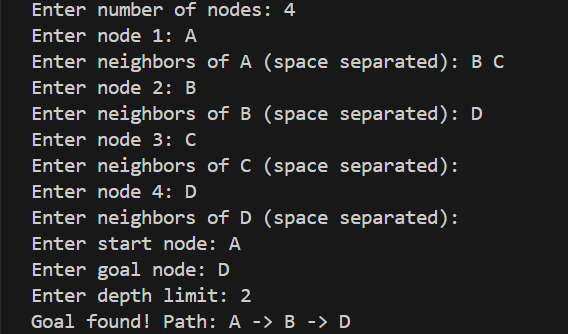 Enter number of nodes: 4
Enter node 1: A
Enter neighbors of A (space separated): B C
Enter node 2: B
Enter neighbors of B (space separated): D
Enter node 3: C
Enter neighbors of C (space separated):
Enter node 4: D
Enter neighbors of D (space separated):
Enter start node: A
Enter goal node: D
Enter depth limit: 2
Goal found! Path: A -> B -> D